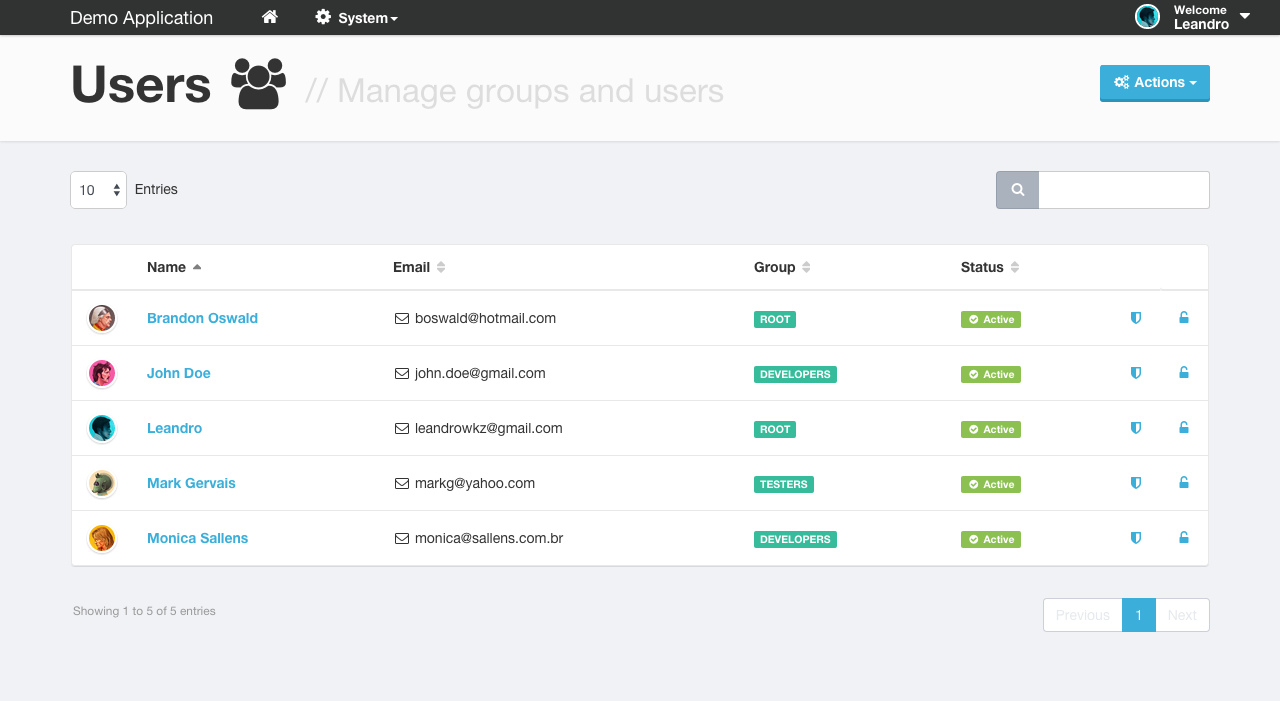 Demo Application System Welcome
Leandro
Users // Manage groups and users Actions
10 Entries
Name Email Group Status
Brandon Oswald boswald@hotmail.com ROOT Active
John Doe john.doe@gmail.com DEVELOPERS Active
Leandro leandrowkz@gmail.com ROOT Active
Mark Gervais markg@yahoo.com TESTERS Active
Monica Sallens monica@sallens.com.br DEVELOPERS Active
Showing 1 to 5 of 5 entries Previous 1 Next